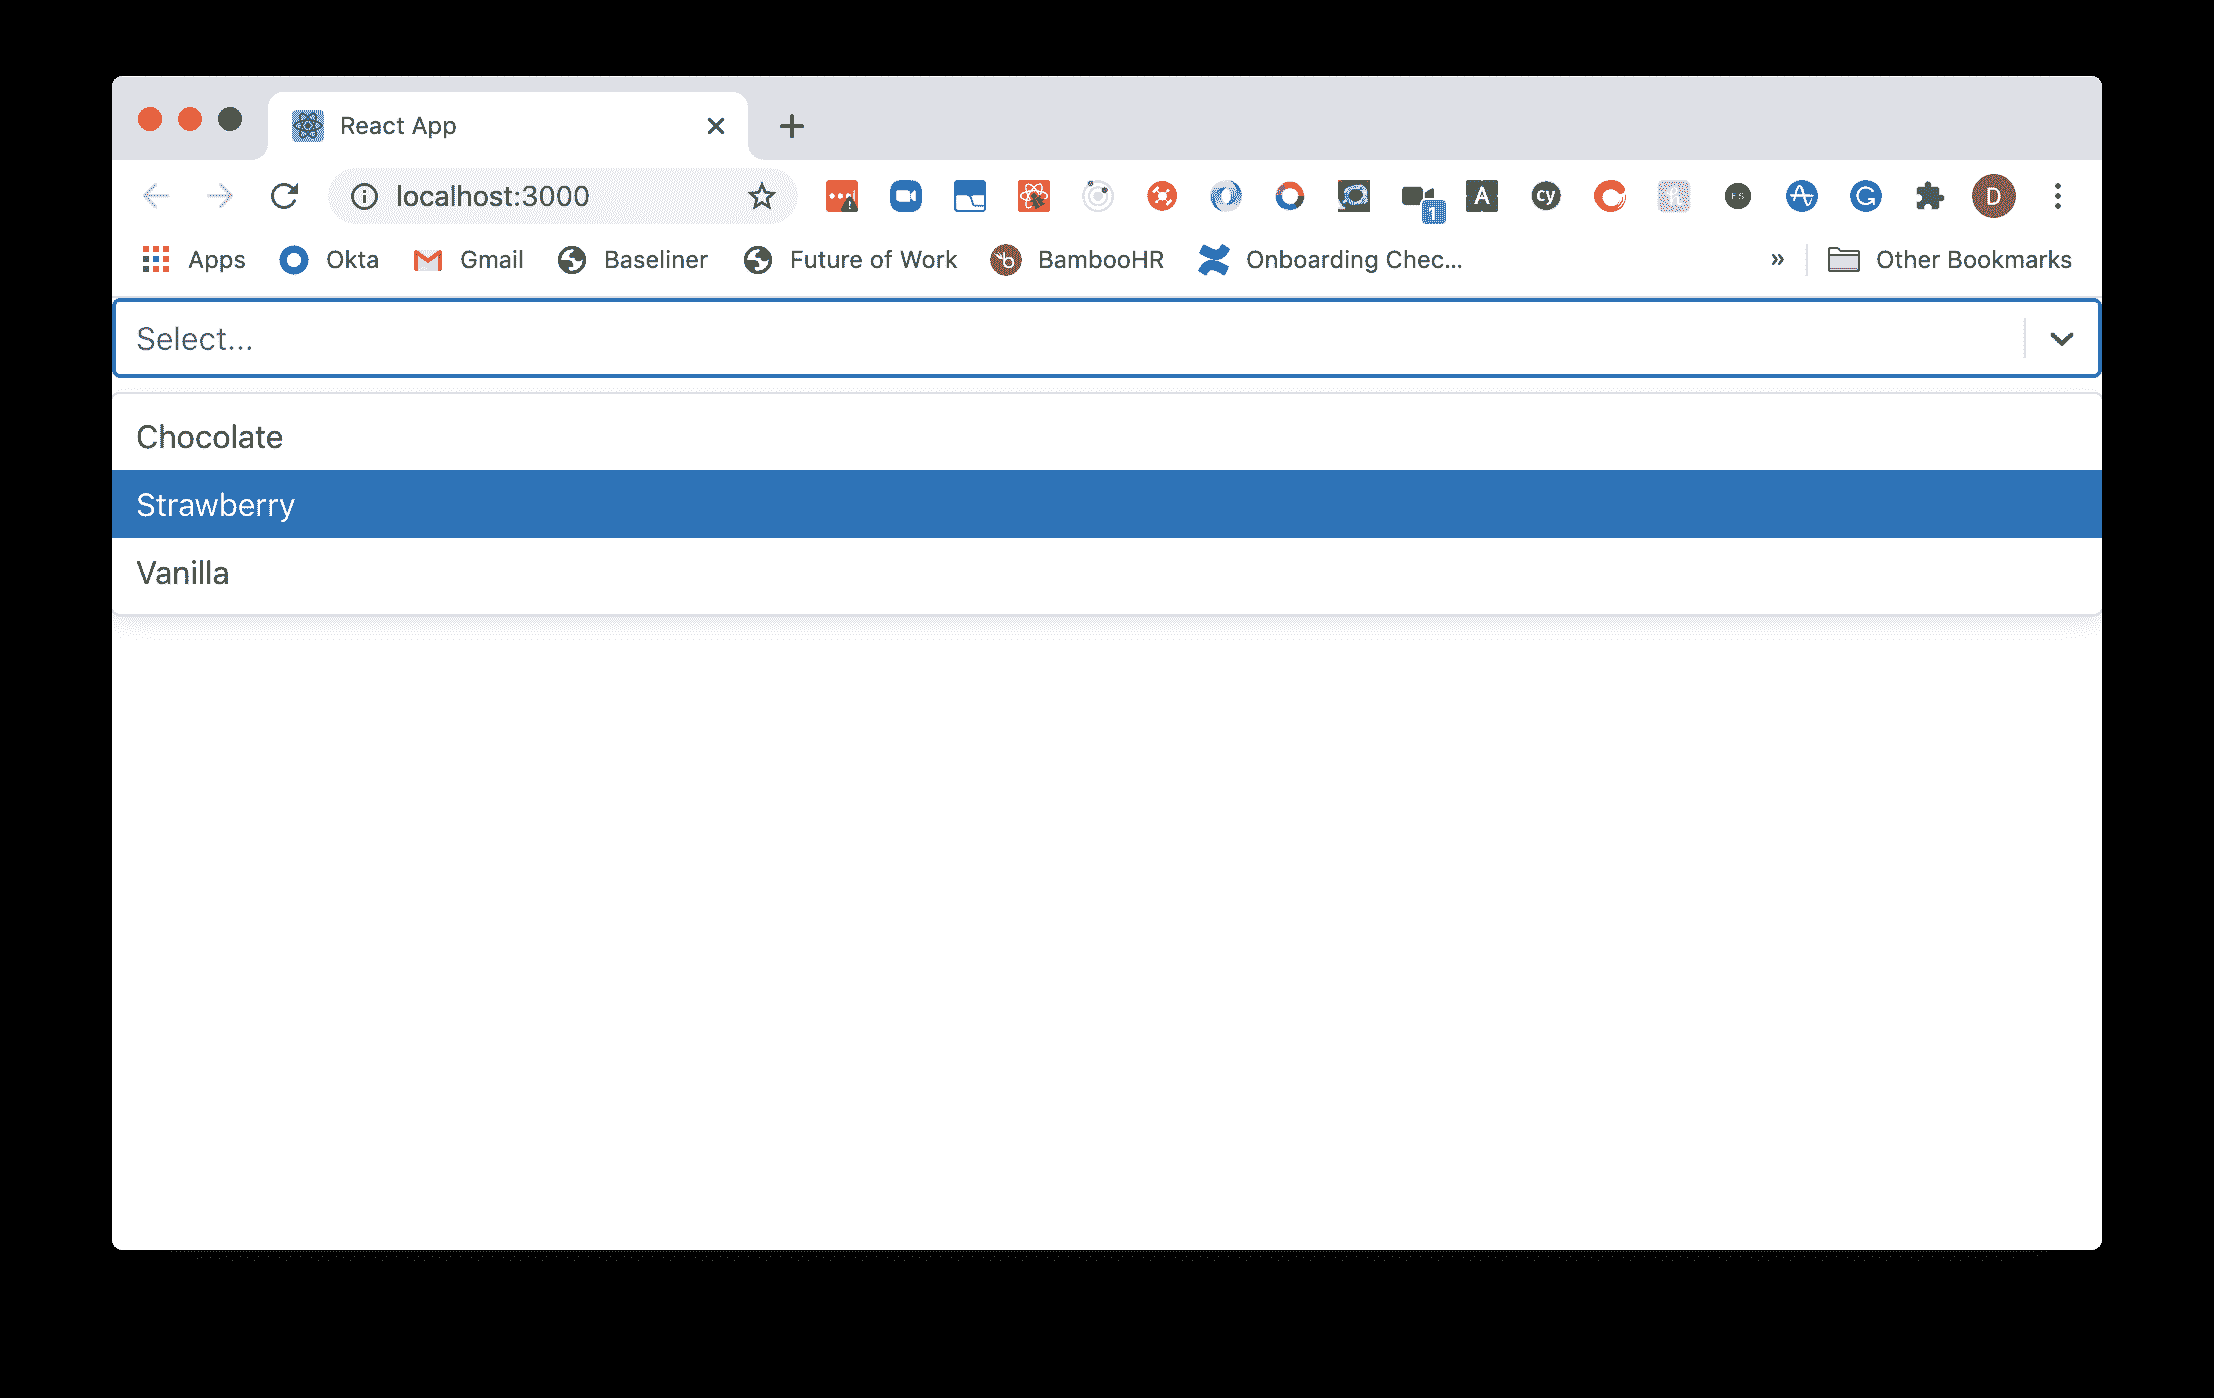 React App
localhost:3000
1 A cy ES G D
Apps Okta Gmail Baseliner Future of Work BambooHR Onboarding Chec... » Other Bookmarks
Select...
Chocolate
Strawberry
Vanilla